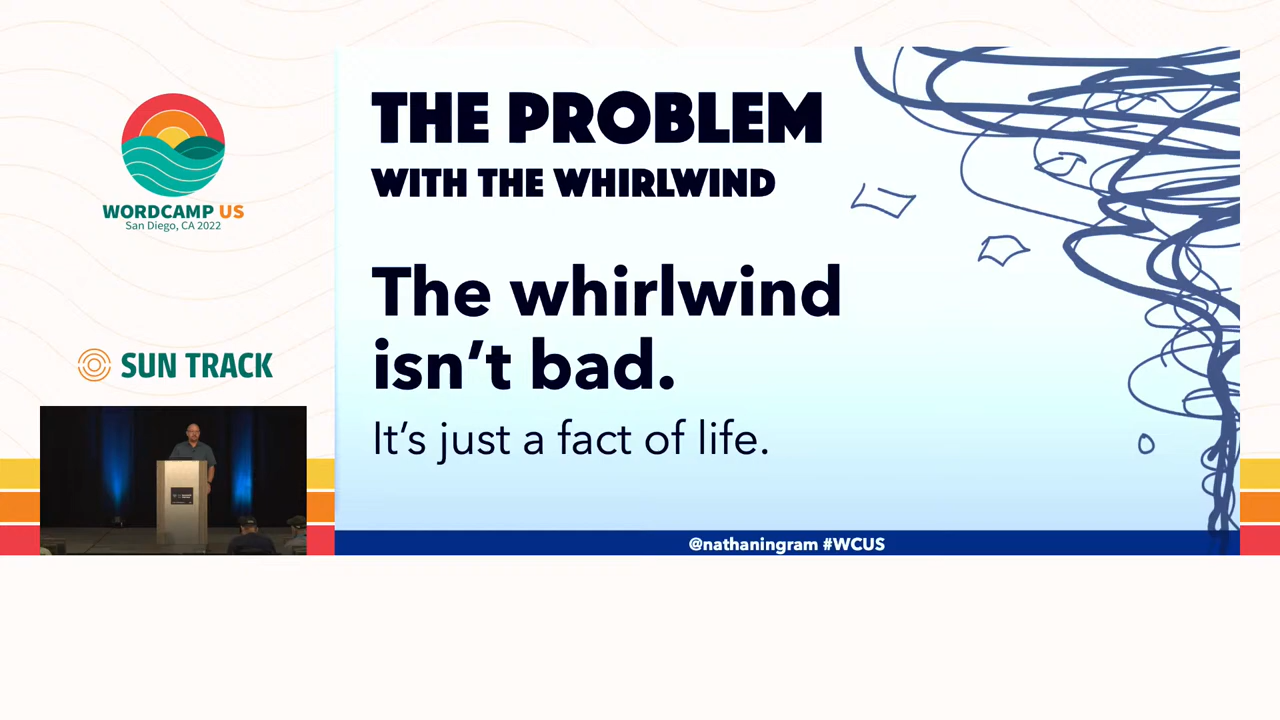 WORDCAMP US
San Diego, CA 2022
SUN TRACK
THE PROBLEM
WITH THE WHIRLWIND
The whirlwind
isn’t bad.
It’s just a fact of life.
@nathaningram #WCUS